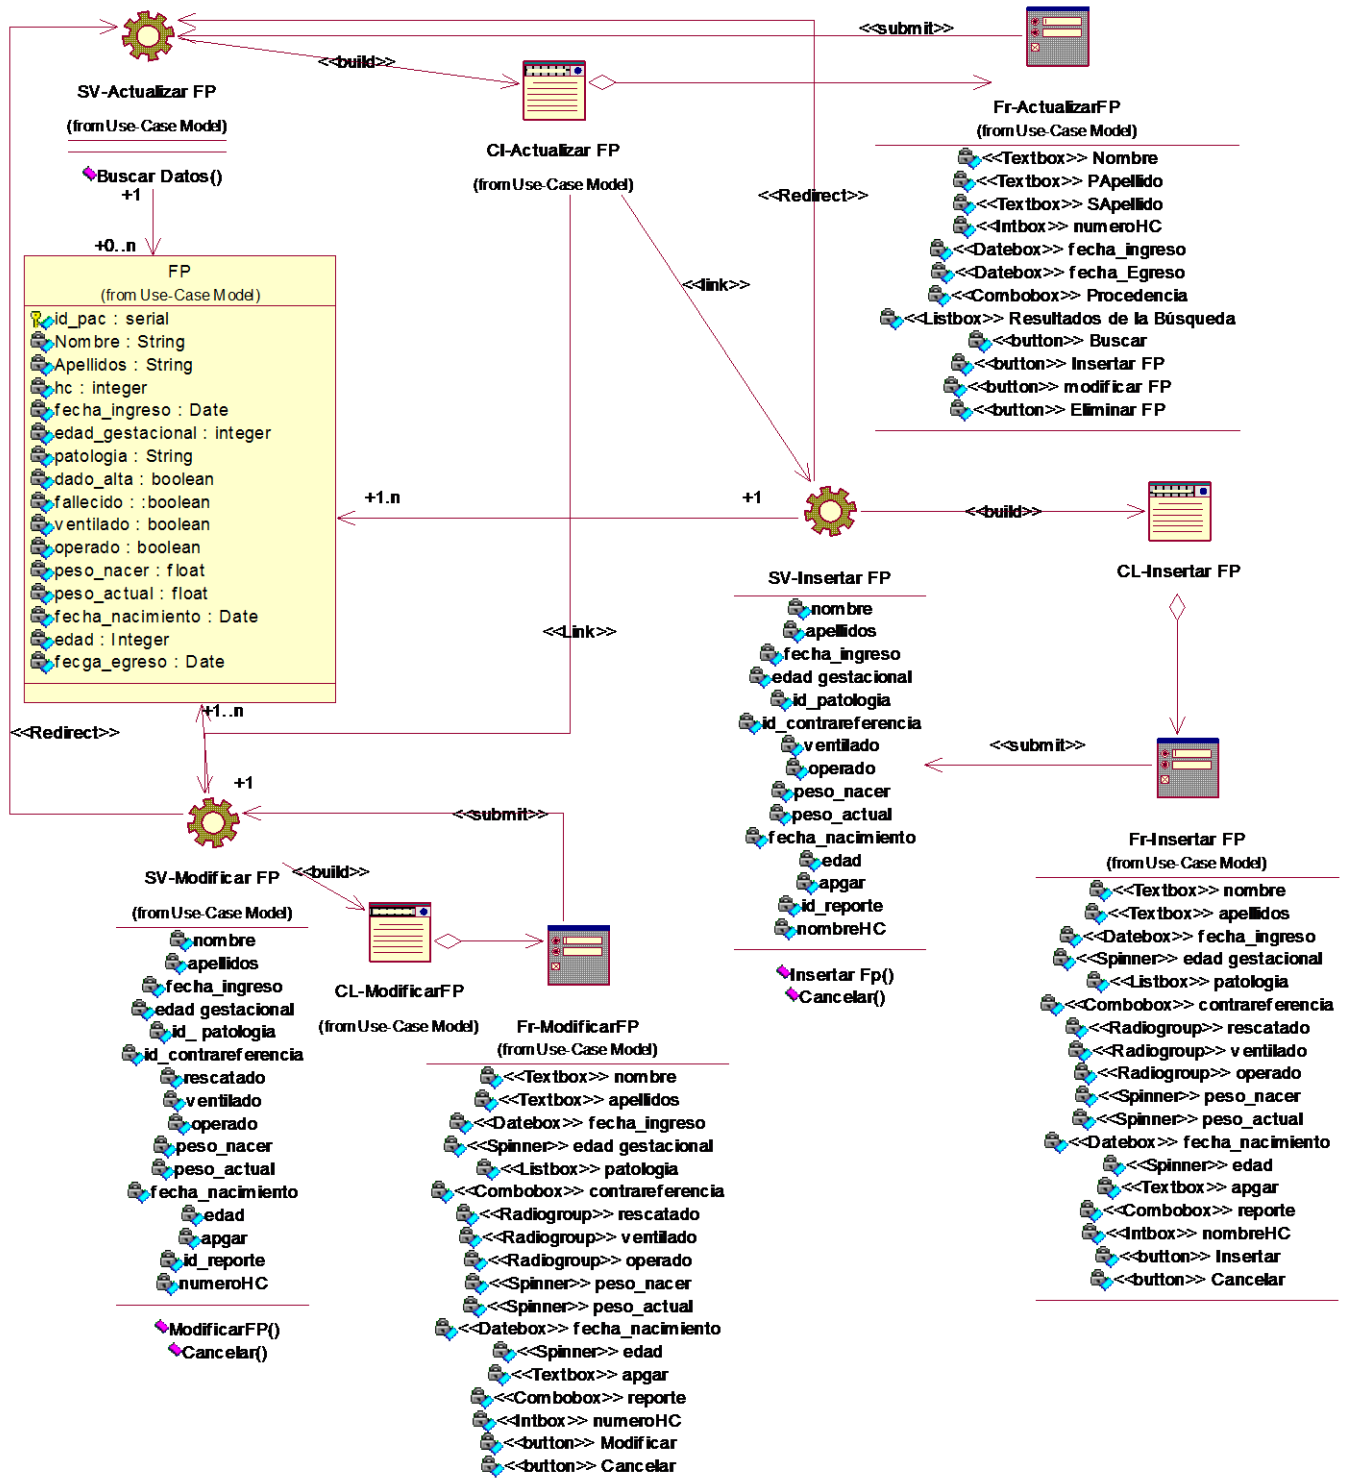 SV-Actualizar FP
(from Use-Case Model)
Buscar Datos()
+1
+0..n
<<build>>
CI-Actualizar FP
(from Use-Case Model)
<<submit>>
<<Redirect>>
<<link>>
<<Link>>
Fr-ActualizarFP
(from Use-Case Model)
<<Textbox>> Nombre
<<Textbox>> PApellido
<<Textbox>> SApellido
<<Intbox>> numeroHC
<<Datebox>> fecha_ingreso
<<Datebox>> fecha_Egreso
<<Combobox>> Procedencia
<<Listbox>> Resultados de la Búsqueda
<<button>> Buscar
<<button>> Insertar FP
<<button>> modificar FP
<<button>> Eliminar FP
FP
(from Use-Case Model)
id_pac : serial
Nombre : String
Apellidos : String
hc : integer
fecha_ingreso : Date
edad_gestacional : integer
patologia : String
dado_alta : boolean
fallecido : :boolean
ventilado : boolean
operado : boolean
peso_nacer : float
peso_actual : float
fecha_nacimiento : Date
edad : Integer
fecga_egreso : Date
+1.n
+1
<<build>>
SV-Insertar FP
nombre
apellidos
fecha_ingreso
edad gestacional
id_patologia
id_contrareferencia
ventilado
operado
peso_nacer
peso_actual
fecha_nacimiento
edad
apgar
id_reporte
nombreHC
Insertar Fp()
Cancelar()
CL-Insertar FP
<<submit>>
Fr-Insertar FP
(from Use-Case Model)
<<Textbox>> nombre
<<Textbox>> apellidos
<<Datebox>> fecha_ingreso
<<Spinner>> edad gestacional
<<Listbox>> patologia
<<Combobox>> contrareferencia
<<Radiogroup>> rescatado
<<Radiogroup>> ventilado
<<Radiogroup>> operado
<<Spinner>> peso_nacer
<<Spinner>> peso_actual
<<Datebox>> fecha_nacimiento
<<Spinner>> edad
<<Textbox>> apgar
<<Combobox>> reporte
<<Intbox>> nombreHC
<<button>> Insertar
<<button>> Cancelar
+1..n
<<Redirect>>
+1
<<submit>>
<<build>>
SV-Modificar FP
(from Use-Case Model)
nombre
apellidos
fecha_ingreso
edad gestacional
id_ patologia
id_contrareferencia
rescatado
ventilado
operado
peso_nacer
peso_actual
fecha_nacimiento
edad
apgar
id_reporte
numeroHC
ModificarFP()
Cancelar()
CL-ModificarFP
(from Use-Case Model)
Fr-ModificarFP
(from Use-Case Model)
<<Textbox>> nombre
<<Textbox>> apellidos
<<Datebox>> fecha_ingreso
<<Spinner>> edad gestacional
<<Listbox>> patologia
<<Combobox>> contrareferencia
<<Radiogroup>> rescatado
<<Radiogroup>> ventilado
<<Radiogroup>> operado
<<Spinner>> peso_nacer
<<Spinner>> peso_actual
<<Datebox>> fecha_nacimiento
<<Spinner>> edad
<<Textbox>> apgar
<<Combobox>> reporte
<<Intbox>> numeroHC
<<button>> Modificar
<<button>> Cancelar